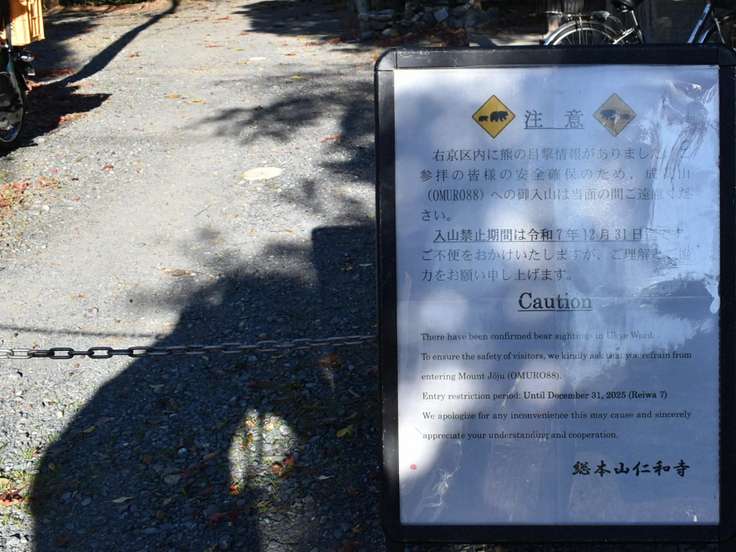 注 意
右京区内に熊の目撃情報がありました。
参拝の皆様の安全確保のため、成就山
（OMURO88）への御入山は当面の間ご遠慮くだ
さい。
入山禁止期間は令和7年12月31日
ご不便をおかけいたしますが、ご理解
力をお願い申し上げます。
Caution
There have been confirmed bear sightings in Ukyo Ward.
To ensure the safety of visitors, we kindly ask that you refrain from
entering Mount Jōju (OMURO88).
Entry restriction period: Until December 31, 2025 (Reiwa 7)
We apologize for any inconvenience this may cause and sincerely
appreciate your understanding and cooperation.
総本山仁和寺